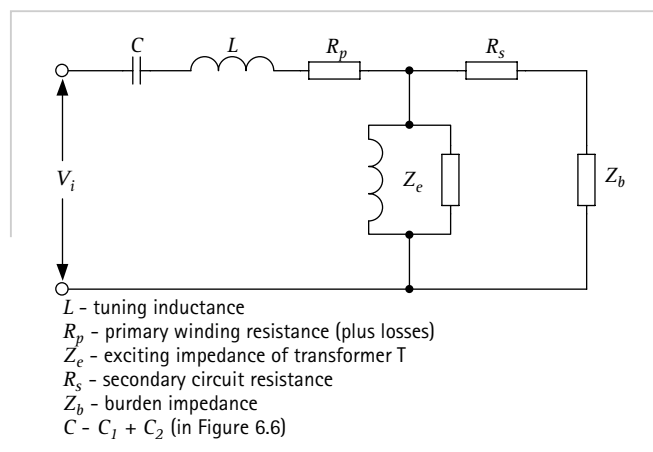 C
L
R_p
R_s
V_i
Z_e
Z_b
L - tuning inductance
R_p - primary winding resistance (plus losses)
Z_e - exciting impedance of transformer T
R_s - secondary circuit resistance
Z_b - burden impedance
C - C_1 + C_2 (in Figure 6.6)